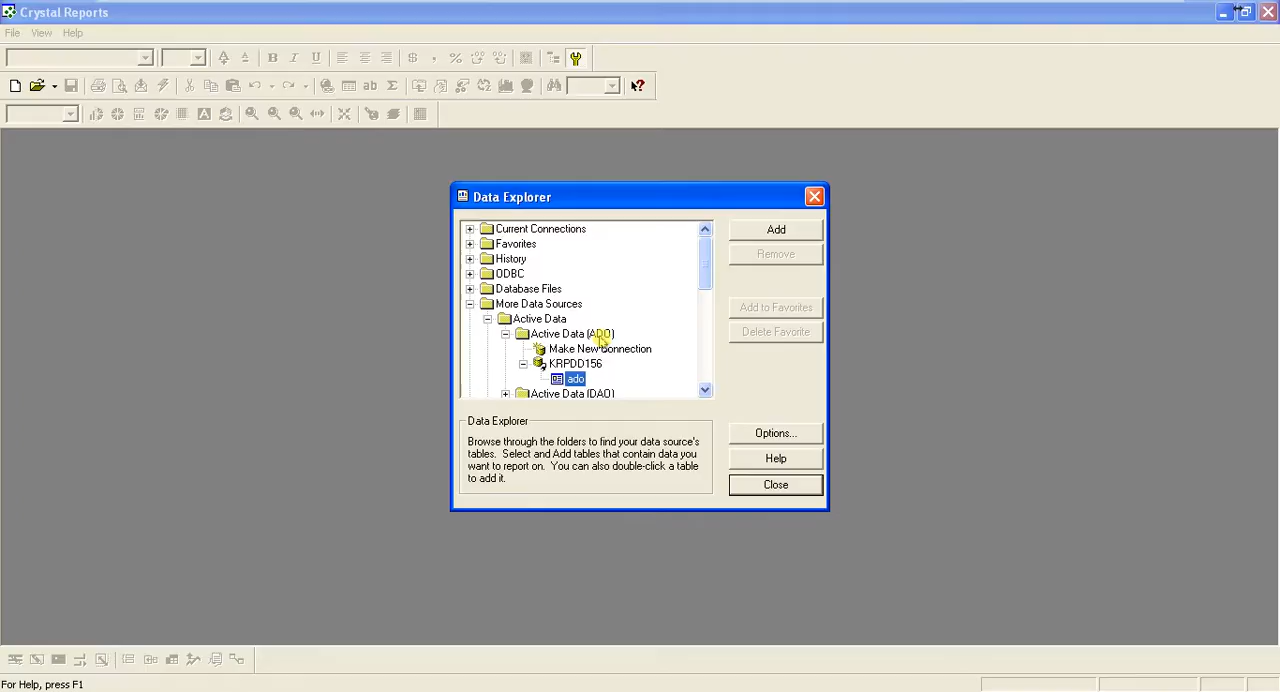 Crystal Reports
File View Help
Data Explorer
Current Connections
Favorites
History
ODBC
Database Files
More Data Sources
Active Data
Active Data (ADO)
Make New Connection
KRPDD156
ado
Active Data (DAO)
Add
Remove
Add to Favorites
Delete Favorite
Data Explorer
Browse through the folders to find your data source's
tables. Select and Add tables that contain data you
want to report on. You can also double-click a table
to add it.
Options...
Help
Close
For Help, press F1